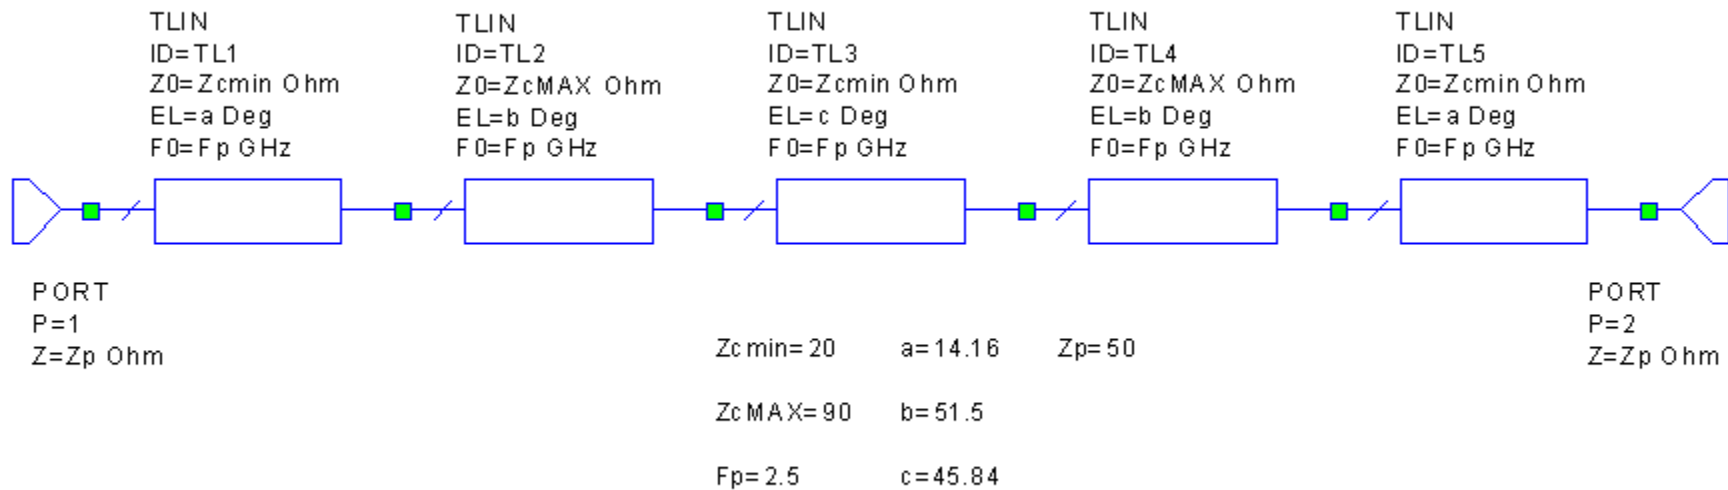 TLIN
ID=TL1
Z0=Zcmin Ohm
EL=a Deg
F0=Fp GHz
TLIN
ID=TL2
Z0=ZcMAX Ohm
EL=b Deg
F0=Fp GHz
TLIN
ID=TL3
Z0=Zcmin Ohm
EL=c Deg
F0=Fp GHz
TLIN
ID=TL4
Z0=ZcMAX Ohm
EL=b Deg
F0=Fp GHz
TLIN
ID=TL5
Z0=Zcmin Ohm
EL=a Deg
F0=Fp GHz
PORT
P=1
Z=Zp Ohm
PORT
P=2
Z=Zp Ohm
Zcmin=20 a=14.16 Zp=50
ZcMAX=90 b=51.5
Fp=2.5 c=45.84